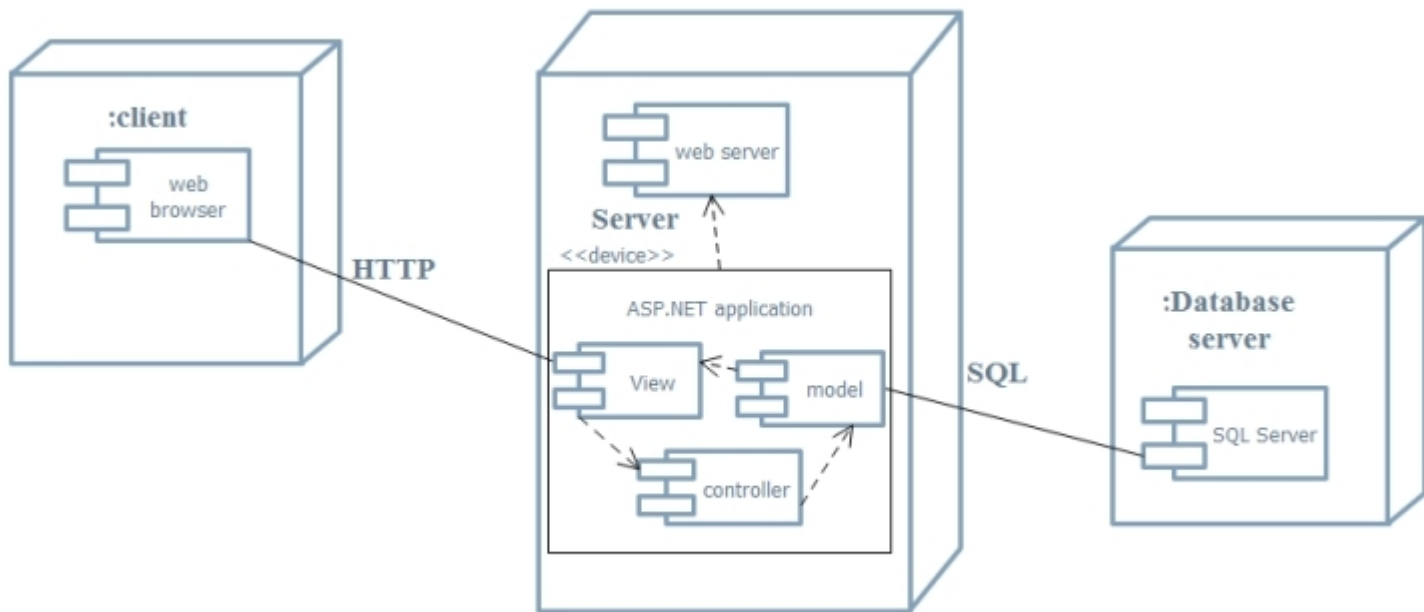 :client
web
browser
HTTP
web server
Server
<<device>>
ASP.NET application
View
model
controller
SQL
:Database
server
SQL Server